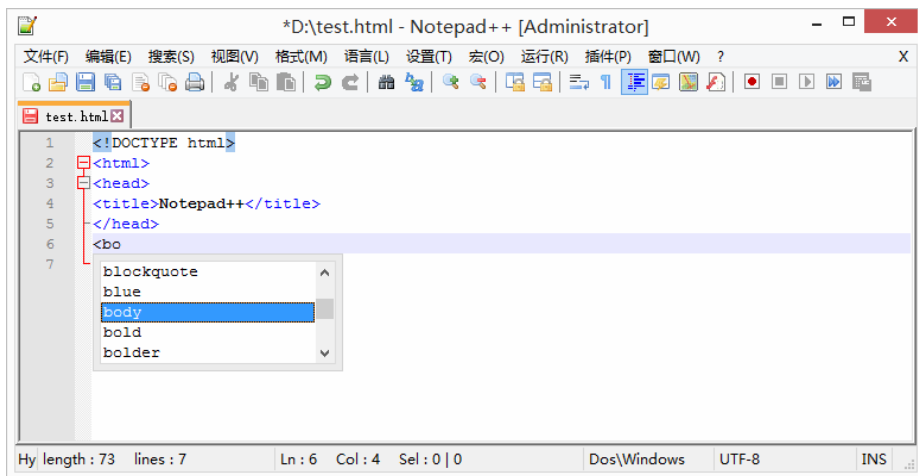 *D:\test.html - Notepad++ [Administrator]
文件(F) 编辑(E) 搜索(S) 视图(V) 格式(M) 语言(L) 设置(T) 宏(O) 运行(R) 插件(P) 窗口(W) ? X
test.html
1 <!DOCTYPE html>
2 <html>
3 <head>
4 <title>Notepad++</title>
5 </head>
6 <bo
7
blockquote
blue
body
bold
bolder
Hy length : 73 lines : 7 Ln : 6 Col : 4 Sel : 0 | 0 Dos\Windows UTF-8 INS